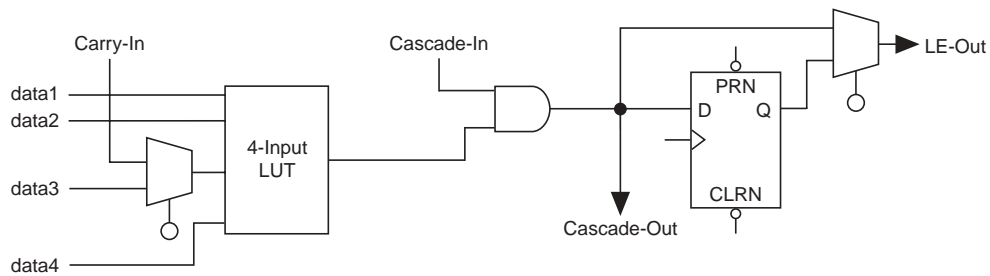 Carry-In
Cascade-In
LE-Out
data1
data2
4-Input
LUT
PRN
D
Q
data3
CLRN
Cascade-Out
data4